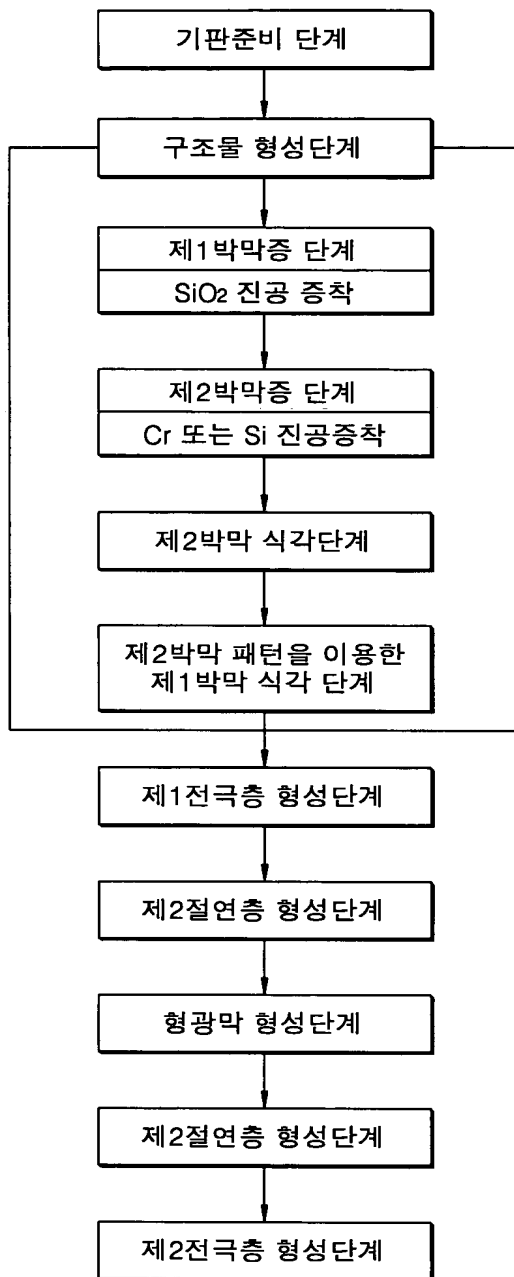 기판준비 단계
구조물 형성단계
제1박막증 단계
SiO2 진공 증착
제2박막증 단계
Cr 또는 Si 진공증착
제2박막 식각단계
제2박막 패턴을 이용한
제1박막 식각 단계
제1전극층 형성단계
제2절연층 형성단계
형광막 형성단계
제2절연층 형성단계
제2전극층 형성단계